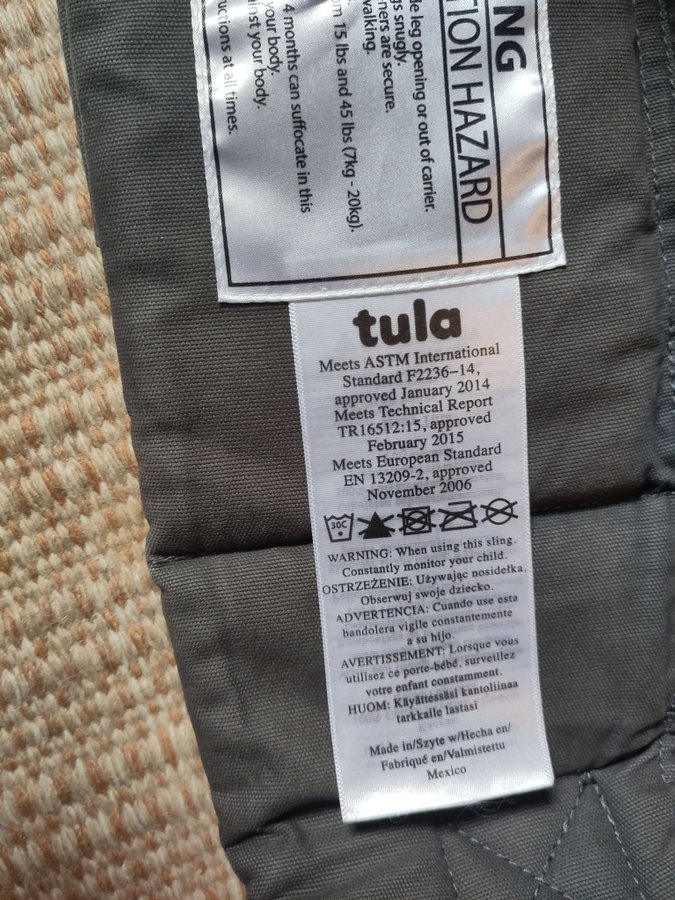 NG
TION HAZARD
de leg opening or out of carrier.
gs snugly.
ners are secure.
walking.
om 15 lbs and 45 lbs (7kg - 20kg).
4 months can suffocate in this
your body.
ainst your body.
uctions at all times.
tula
Meets ASTM International
Standard F2236-14,
approved January 2014
Meets Technical Report
TR16512:15, approved
February 2015
Meets European Standard
EN 13209-2, approved
November 2006
30C
WARNING: When using this sling.
Constantly monitor your child.
OSTRZEŻENIE: Używając nosidełka.
Obserwuj swoje dziecko.
ADVERTENCIA: Cuando use esta
bandolera vigile constantemente
a su hijo.
AVERTISSEMENT: Lorsque vous
utilisez ce porte-bébé, surveillez
votre enfant constamment.
HUOM: Käyättessäsi kantoliinaa
tarkkaile lastasi
Made in/Szyte w/Hecha en/
Fabriqué en/Valmistettu
Mexico